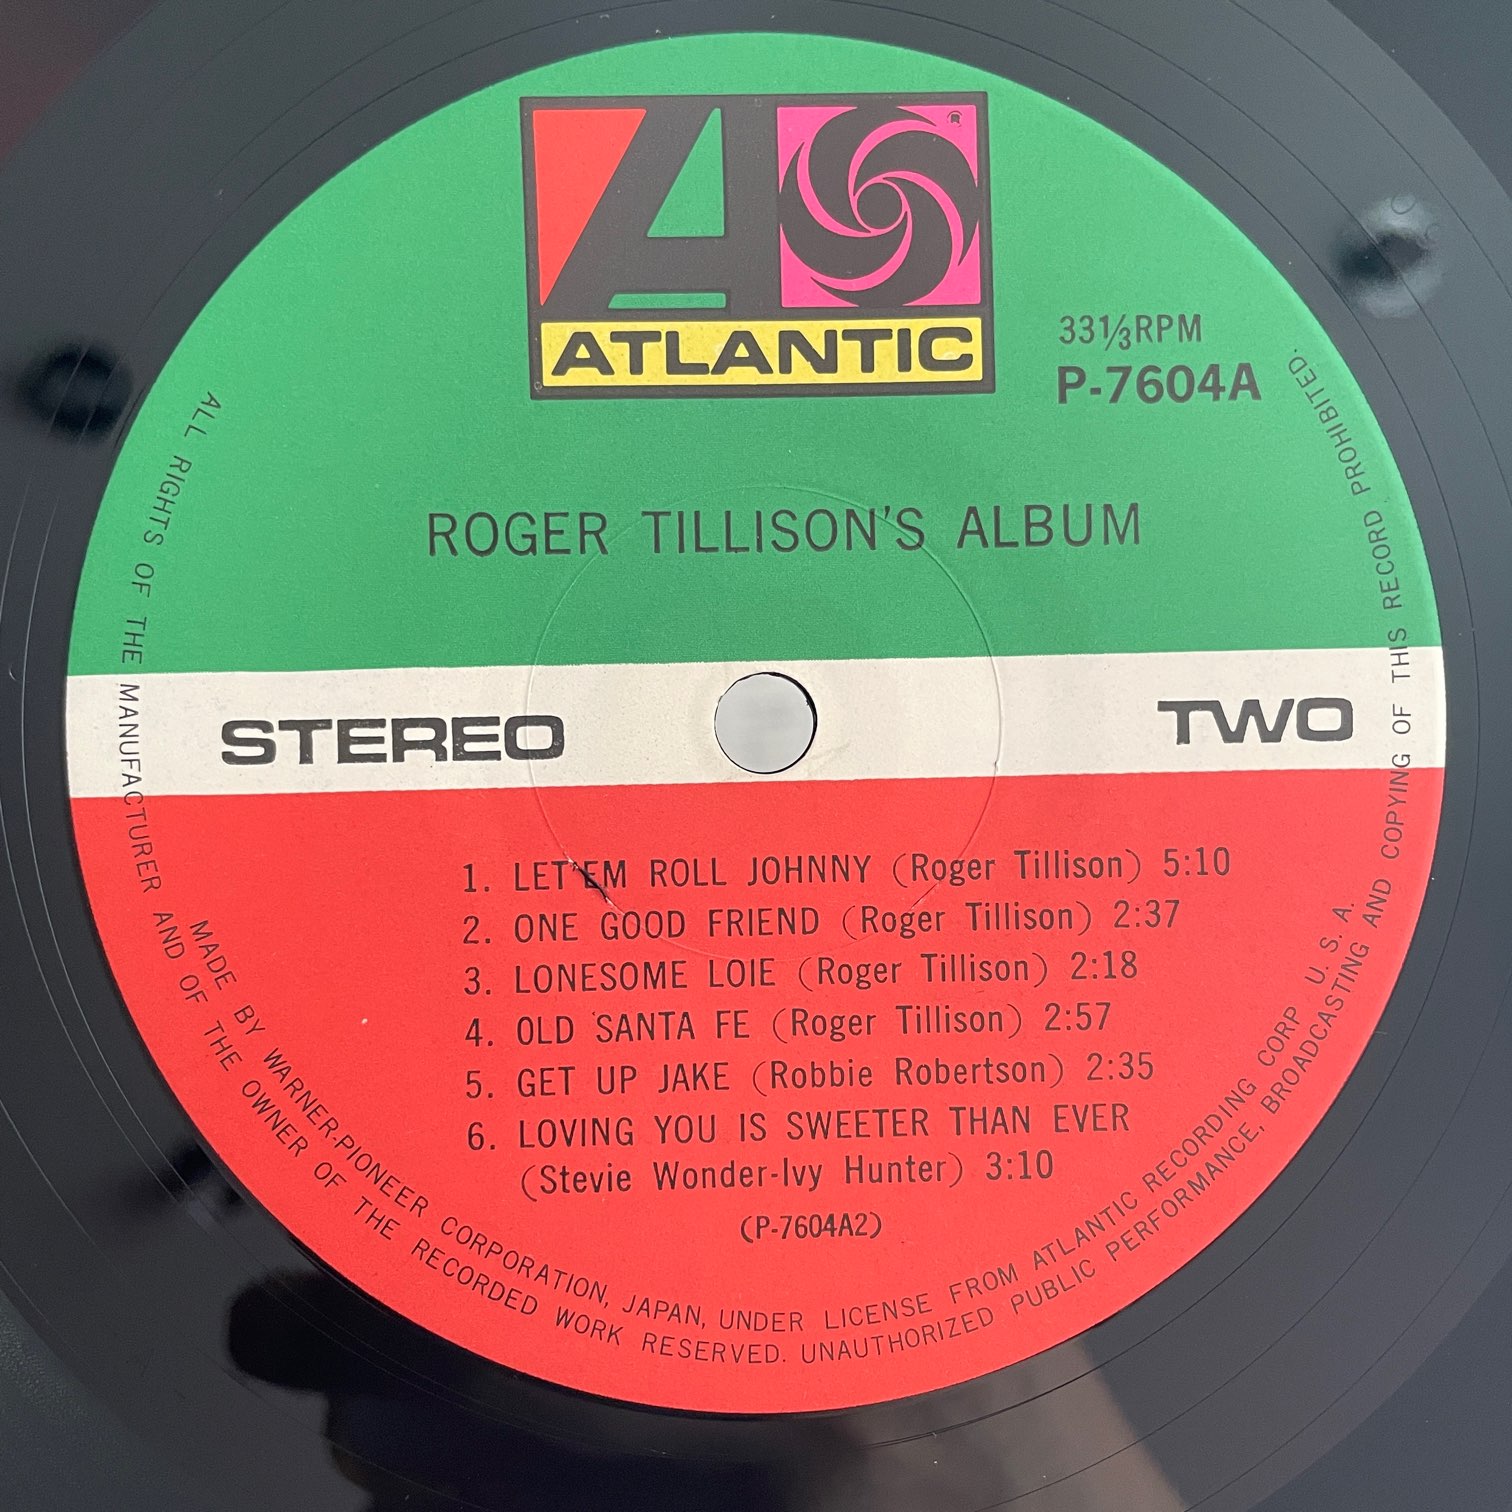 ATLANTIC
33⅓RPM
P-7604A
ROGER TILLISON'S ALBUM
STEREO
TWO
1. LET'EM ROLL JOHNNY (Roger Tillison) 5:10
2. ONE GOOD FRIEND (Roger Tillison) 2:37
3. LONESOME LOIE (Roger Tillison) 2:18
4. OLD SANTA FE (Roger Tillison) 2:57
5. GET UP JAKE (Robbie Robertson) 2:35
6. LOVING YOU IS SWEETER THAN EVER
(Stevie Wonder-Ivy Hunter) 3:10
(P-7604A2)
MADE BY WARNER-PIONEER CORPORATION, JAPAN, UNDER LICENSE FROM ATLANTIC RECORDING CORP U. S. A.
ALL RIGHTS OF THE MANUFACTURER AND OF THE OWNER OF THE RECORDED WORK RESERVED. UNAUTHORIZED PUBLIC PERFORMANCE, BROADCASTING AND COPYING OF THIS RECORD PROHIBITED.